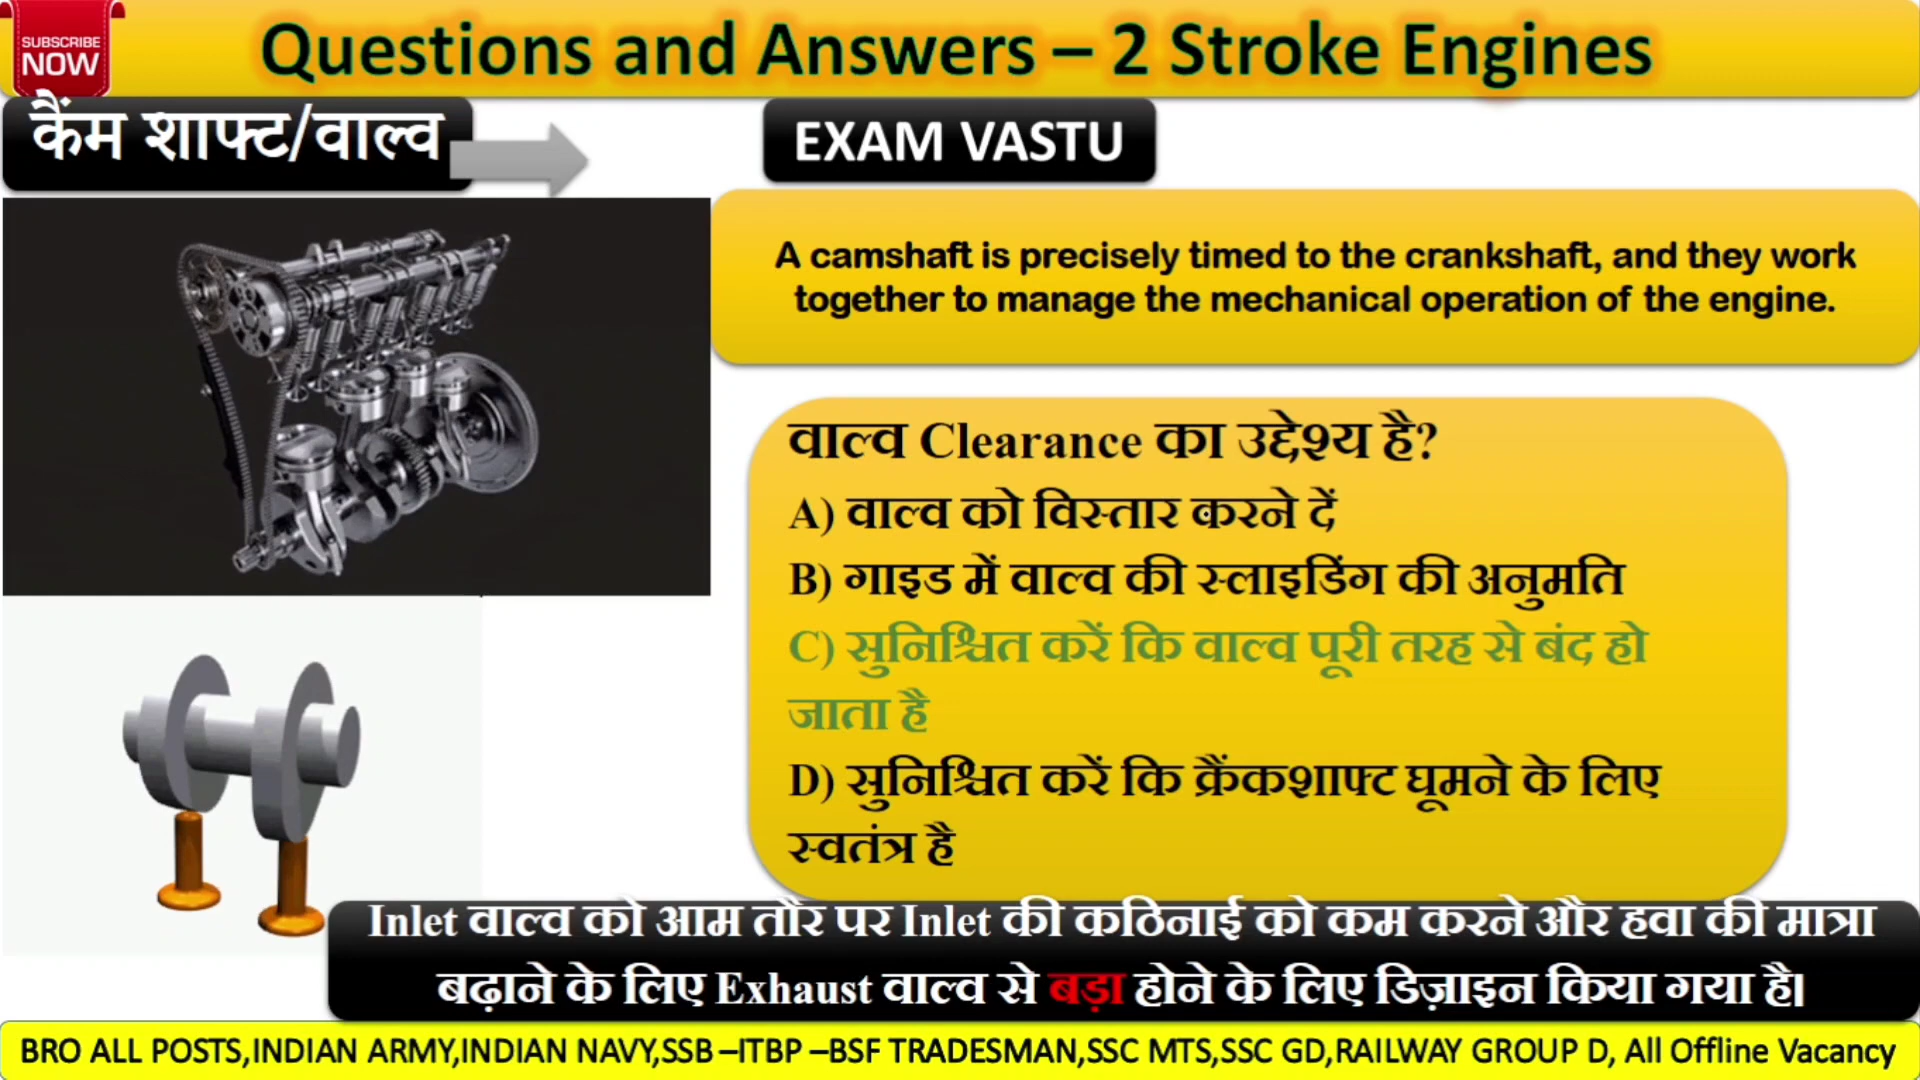 SUBSCRIBE
NOW
Questions and Answers – 2 Stroke Engines
कैंम शाफ्ट/वाल्व
EXAM VASTU
A camshaft is precisely timed to the crankshaft, and they work
together to manage the mechanical operation of the engine.
वाल्व Clearance का उद्देश्य है?
A) वाल्व को विस्तार करने दें
B) गाइड में वाल्व की स्लाइडिंग की अनुमति
C) सुनिश्चित करें कि वाल्व पूरी तरह से बंद हो
जाता है
D) सुनिश्चित करें कि क्रैंकशाफ्ट घूमने के लिए
स्वतंत्र है
Inlet वाल्व को आम तौर पर Inlet की कठिनाई को कम करने और हवा की मात्रा
बढ़ाने के लिए Exhaust वाल्व से बड़ा होने के लिए डिज़ाइन किया गया है।
BRO ALL POSTS,INDIAN ARMY,INDIAN NAVY,SSB –ITBP –BSF TRADESMAN,SSC MTS,SSC GD,RAILWAY GROUP D, All Offline Vacancy